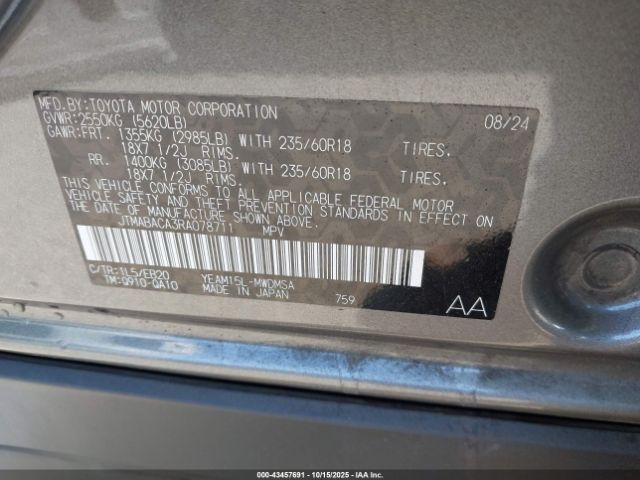 MFD.BY:TOYOTA MOTOR CORPORATION 08/24
GVWR:2550KG (5620LB)
GAWR:FRT. 1355KG (2985LB) WITH 235/60R18 TIRES,
18X7 1/2J RIMS.
RR. 1400KG (3085LB) WITH 235/60R18 TIRES,
18X7 1/2J RIMS.
THIS VEHICLE CONFORMS TO ALL APPLICABLE FEDERAL MOTOR
VEHICLE SAFETY AND THEFT PREVENTION STANDARDS IN EFFECT ON
THE DATE OF MANUFACTURE SHOWN ABOVE.
JTMABACA3RA078711 MPV
C/TR:1L5/EB20 YEAM15L-MWDMSA
TM:Q910-QA10 MADE IN JAPAN 759
AA
000-43457691 - 10/15/2025 - IAAI.COM